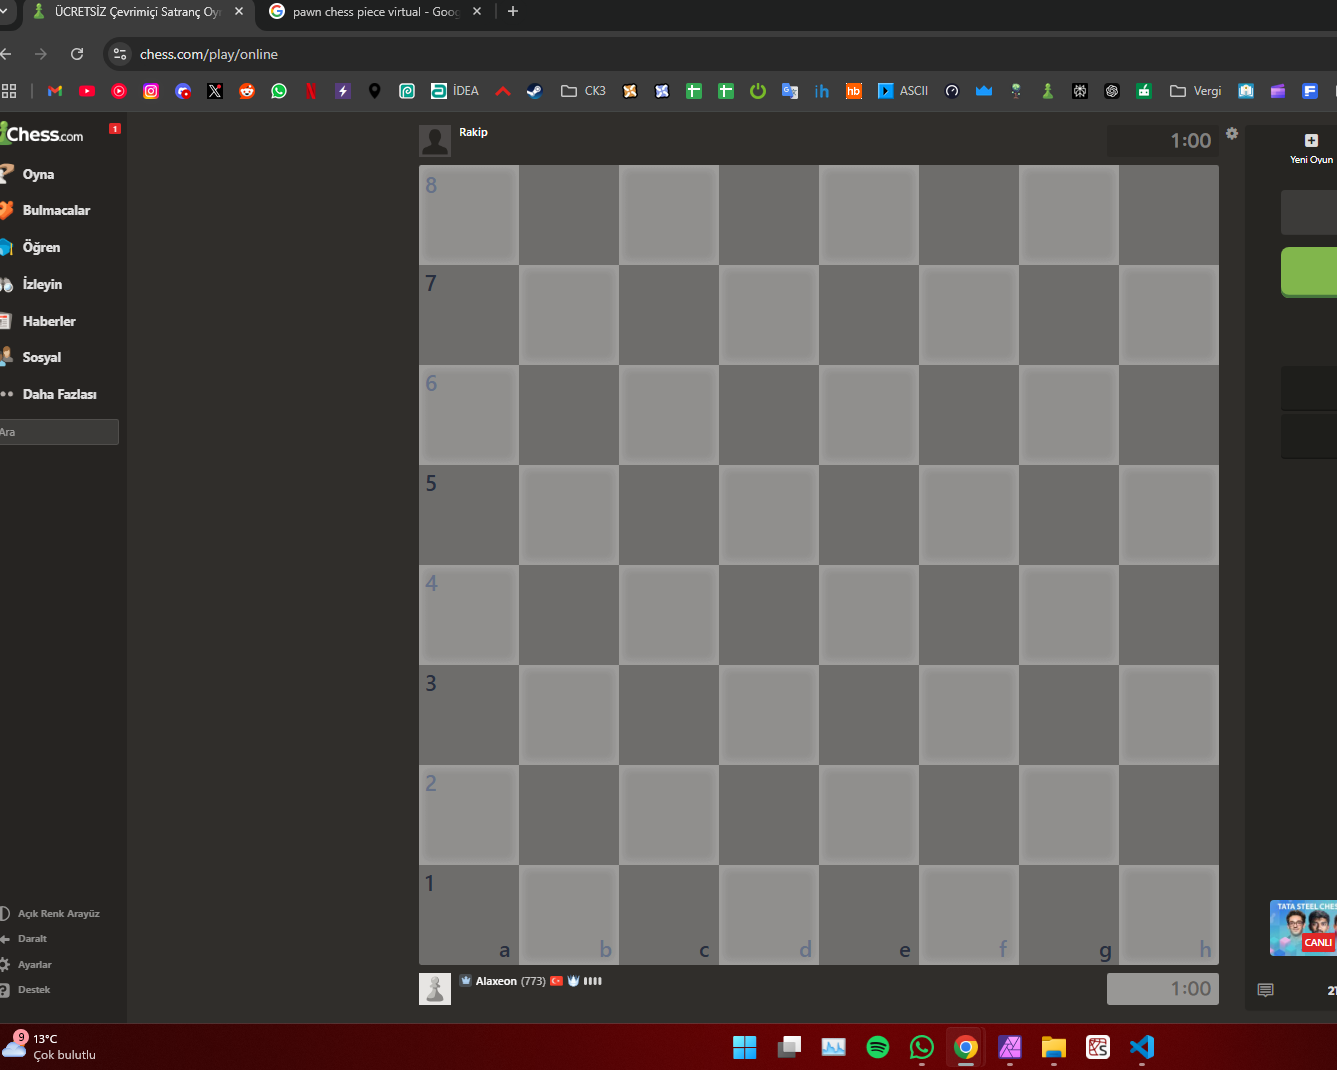 ÜCRETSİZ Çevrimiçi Satranç Oy
pawn chess piece virtual - Goog
chess.com/play/online
İDEA
CK3
ih
hb
ASCII
Vergi
Chess.com
1
Oyna
Bulmacalar
Öğren
İzleyin
Haberler
Sosyal
Daha Fazlası
Ara
Açık Renk Arayüz
Daralt
Ayarlar
Destek
Rakip
1:00
8
7
6
5
4
3
2
1
a b c d e f g h
Alaxeon (773)
1:00
Yeni Oyun
TATA STEEL CHES
CANLI
21
9
13°C
Çok bulutlu